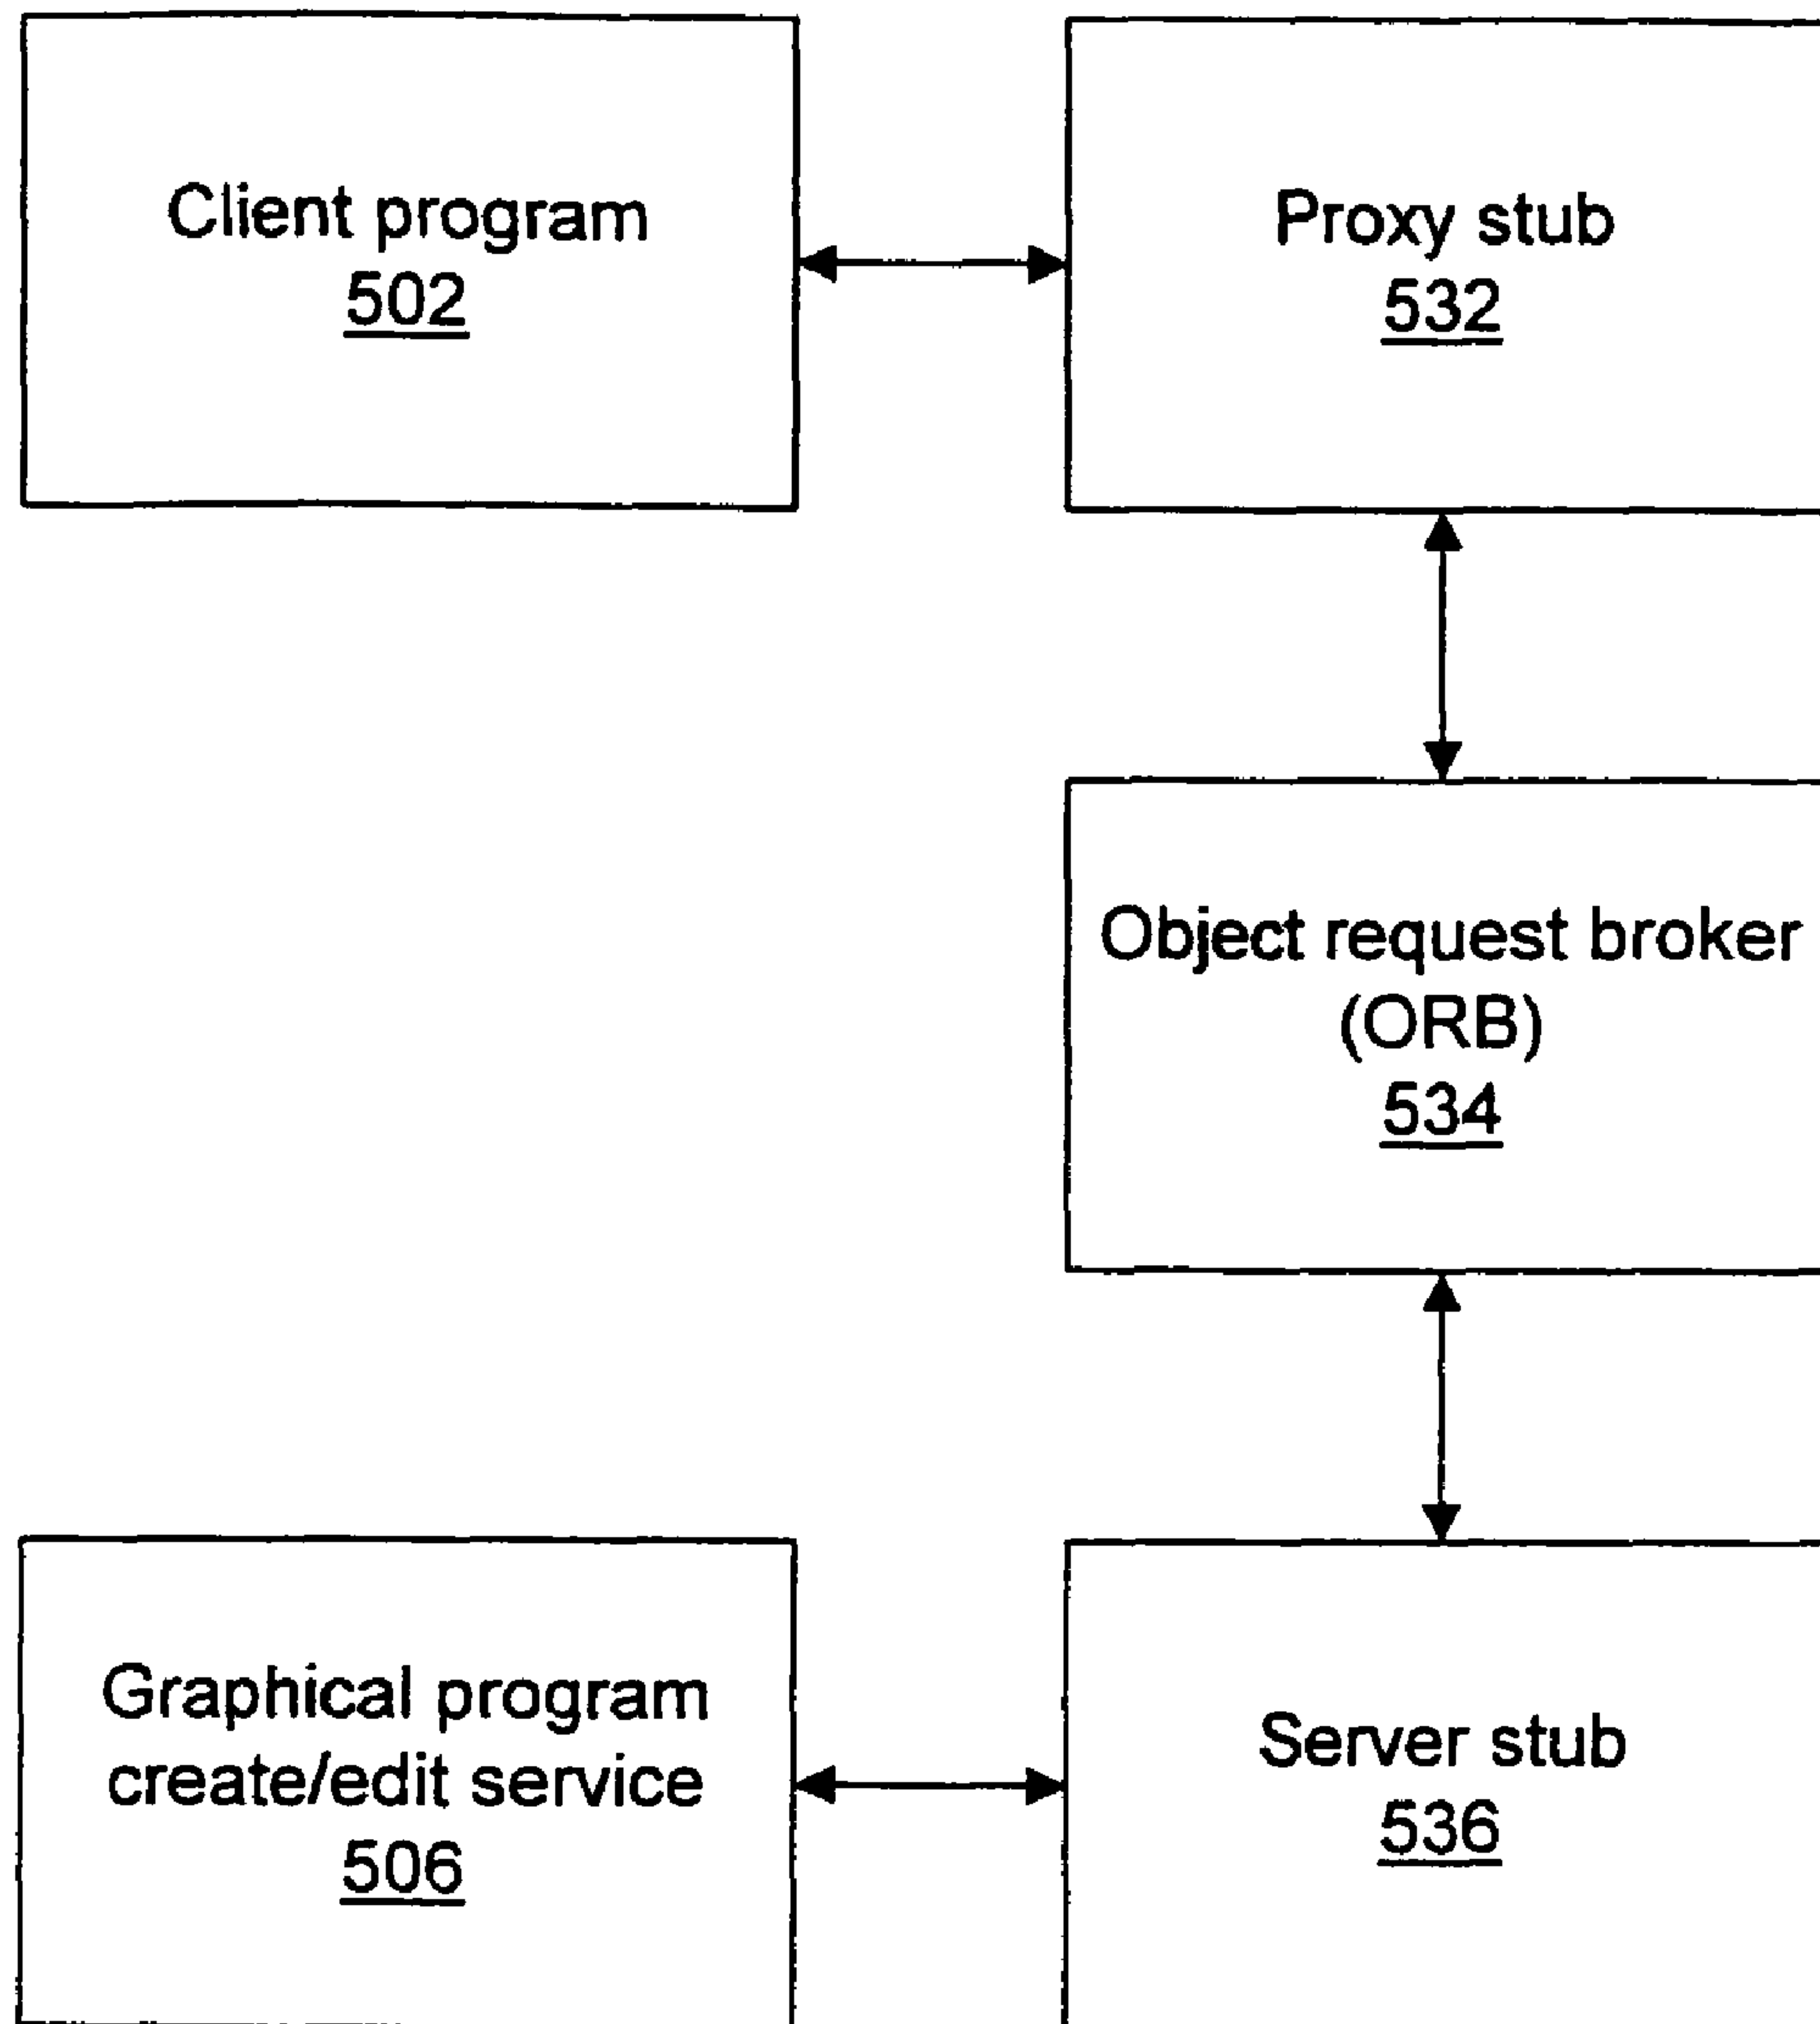 Client program
502
Proxy stub
532
Object request broker
(ORB)
534
Graphical program
create/edit service
506
Server stub
536